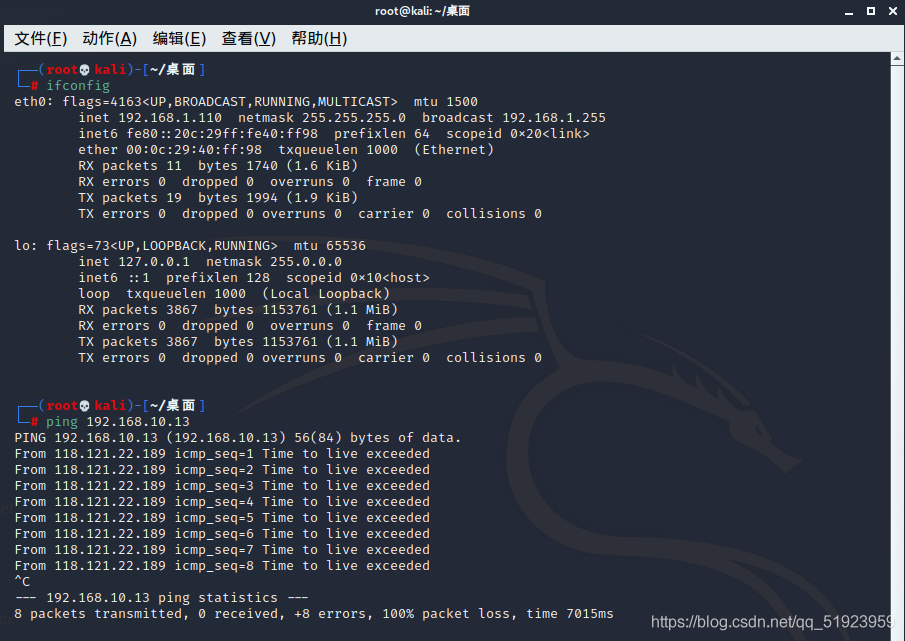 root@kali: ~/桌面
文件(F) 动作(A) 编辑(E) 查看(V) 帮助(H)
┌──(root💀kali)-[~/桌面]
└─# ifconfig
eth0: flags=4163<UP,BROADCAST,RUNNING,MULTICAST>  mtu 1500
        inet 192.168.1.110  netmask 255.255.255.0  broadcast 192.168.1.255
        inet6 fe80::20c:29ff:fe40:ff98  prefixlen 64  scopeid 0×20<link>
        ether 00:0c:29:40:ff:98  txqueuelen 1000  (Ethernet)
        RX packets 11  bytes 1740 (1.6 KiB)
        RX errors 0  dropped 0  overruns 0  frame 0
        TX packets 19  bytes 1994 (1.9 KiB)
        TX errors 0  dropped 0 overruns 0  carrier 0  collisions 0

lo: flags=73<UP,LOOPBACK,RUNNING>  mtu 65536
        inet 127.0.0.1  netmask 255.0.0.0
        inet6 ::1  prefixlen 128  scopeid 0×10<host>
        loop  txqueuelen 1000  (Local Loopback)
        RX packets 3867  bytes 1153761 (1.1 MiB)
        RX errors 0  dropped 0  overruns 0  frame 0
        TX packets 3867  bytes 1153761 (1.1 MiB)
        TX errors 0  dropped 0 overruns 0  carrier 0  collisions 0

┌──(root💀kali)-[~/桌面]
└─# ping 192.168.10.13
PING 192.168.10.13 (192.168.10.13) 56(84) bytes of data.
From 118.121.22.189 icmp_seq=1 Time to live exceeded
From 118.121.22.189 icmp_seq=2 Time to live exceeded
From 118.121.22.189 icmp_seq=3 Time to live exceeded
From 118.121.22.189 icmp_seq=4 Time to live exceeded
From 118.121.22.189 icmp_seq=5 Time to live exceeded
From 118.121.22.189 icmp_seq=6 Time to live exceeded
From 118.121.22.189 icmp_seq=7 Time to live exceeded
From 118.121.22.189 icmp_seq=8 Time to live exceeded
^C
--- 192.168.10.13 ping statistics ---
8 packets transmitted, 0 received, +8 errors, 100% packet loss, time 7015ms
https://blog.csdn.net/qq_51923959